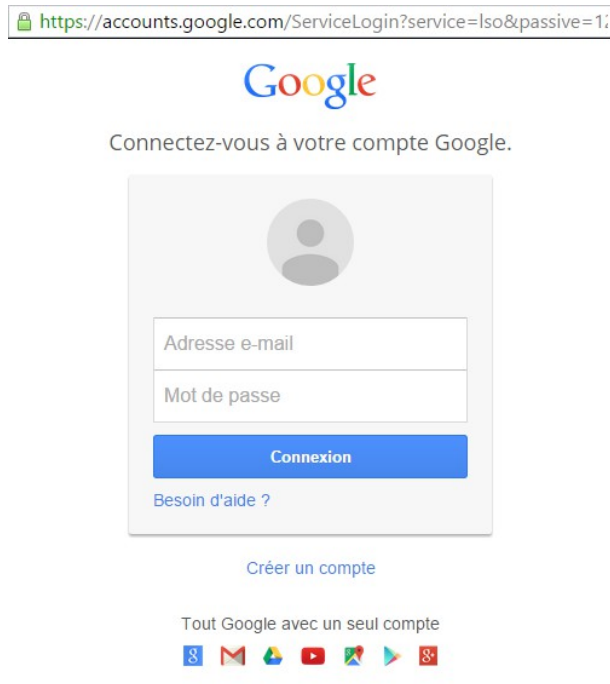 https://accounts.google.com/ServiceLogin?service=lso&passive=12
Google
Connectez-vous à votre compte Google.
Adresse e-mail
Mot de passe
Connexion
Besoin d'aide ?
Créer un compte
Tout Google avec un seul compte